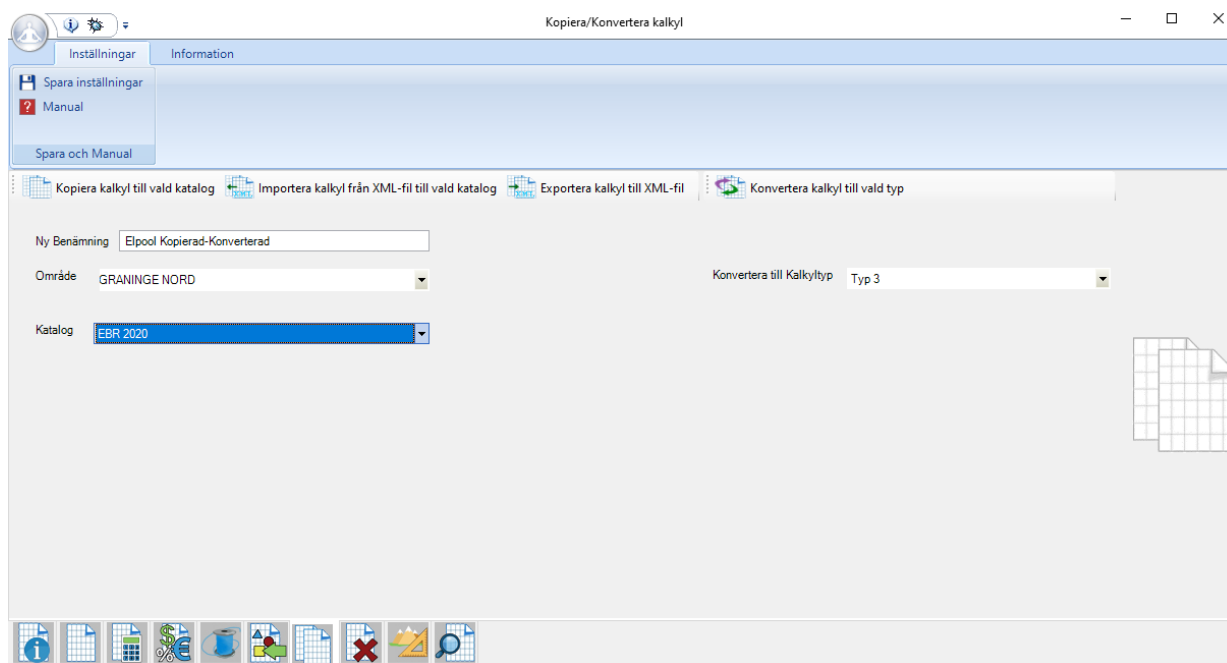 Kopiera/Konvertera kalkyl
Inställningar Information
Spara inställningar
? Manual
Spara och Manual
Kopiera kalkyl till vald katalog Importera kalkyl från XML-fil till vald katalog Exportera kalkyl till XML-fil Konvertera kalkyl till vald typ
Ny Benämning Elpool Kopierad-Konverterad
Område GRANINGE NORD Konvertera till Kalkyltyp Typ 3
Katalog EBR 2020